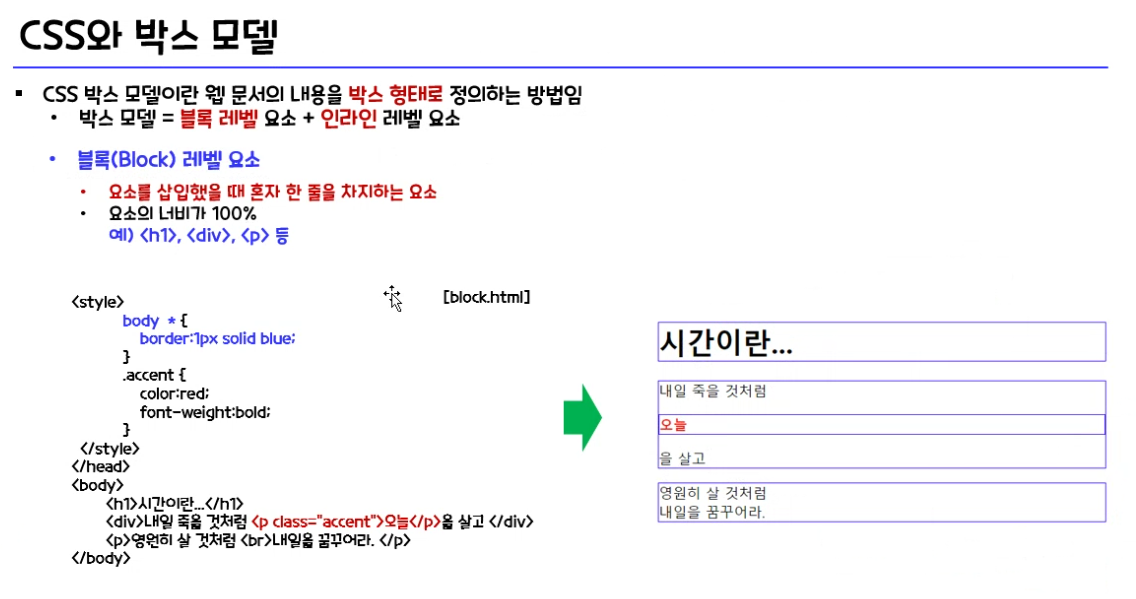 CSS와 박스 모델
▪ CSS 박스 모델이란 웹 문서의 내용을 박스 형태로 정의하는 방법임
• 박스 모델 = 블록 레벨 요소 + 인라인 레벨 요소
• 블록(Block) 레벨 요소
• 요소를 삽입했을 때 혼자 한 줄을 차지하는 요소
• 요소의 너비가 100%
예) <h1>, <div>, <p> 등
[block.html]
<style>
body * {
border:1px solid blue;
}
.accent {
color:red;
font-weight:bold;
}
</style>
</head>
<body>
<h1>시간이란...</h1>
<div>내일 죽을 것처럼 <p class="accent">오늘</p>을 살고 </div>
<p>영원히 살 것처럼 <br>내일을 꿈꾸어라. </p>
</body>
시간이란...
내일 죽을 것처럼
오늘
을 살고
영원히 살 것처럼
내일을 꿈꾸어라.